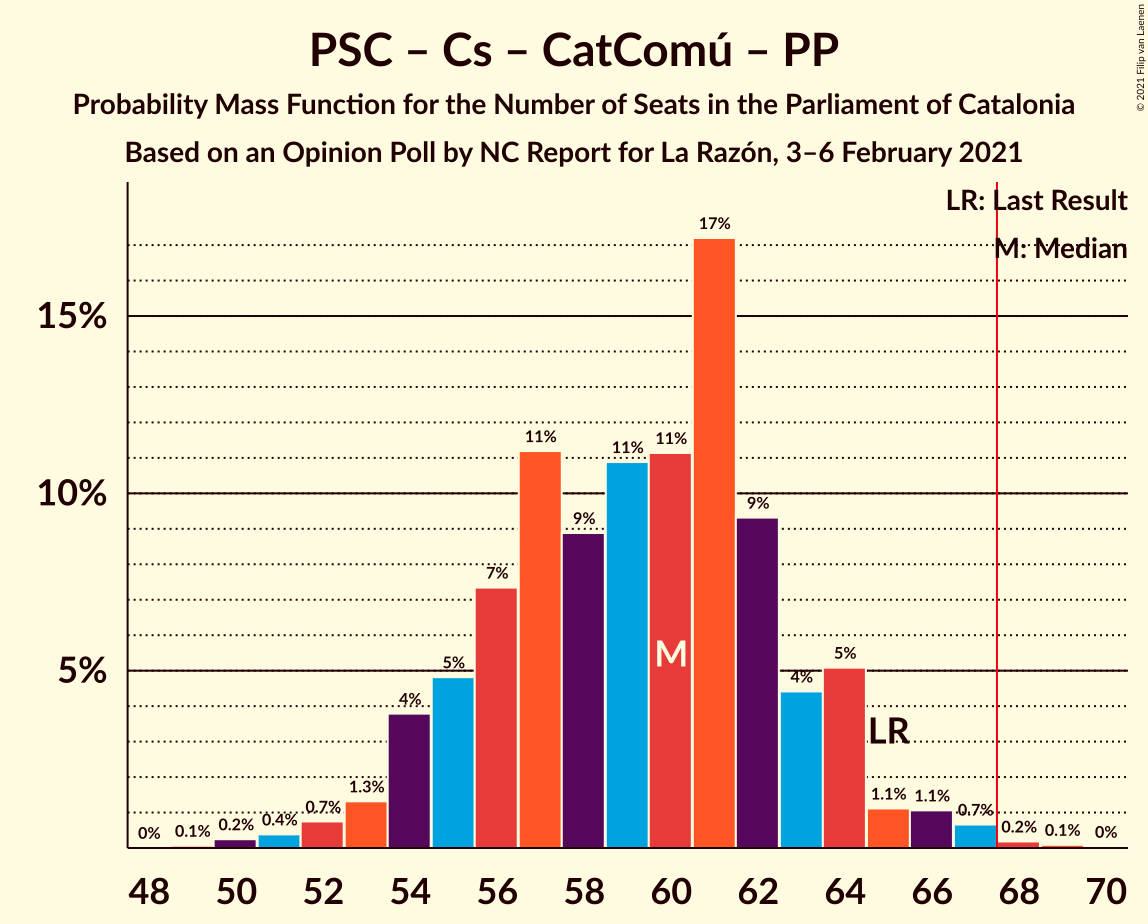 PSC – Cs – CatComú – PP
Probability Mass Function for the Number of Seats in the Parliament of Catalonia
Based on an Opinion Poll by NC Report for La Razón, 3–6 February 2021
© 2021 Filip van Laenen
LR: Last Result
M: Median
15%
10%
5%
0%
0.1%
0.2%
0.4%
0.7%
1.3%
4%
5%
7%
11%
9%
11%
11%
17%
9%
4%
5%
1.1%
1.1%
0.7%
0.2%
0.1%
0%
M
LR
48 50 52 54 56 58 60 62 64 66 68 70